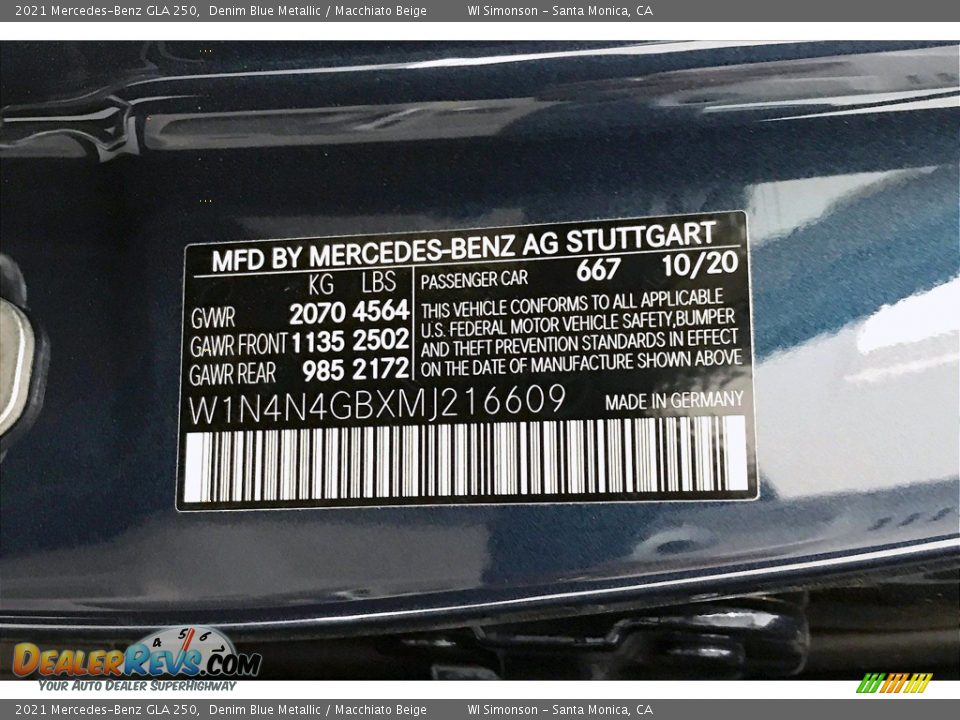 2021 Mercedes-Benz GLA 250, Denim Blue Metallic / Macchiato Beige WI Simonson - Santa Monica, CA
MFD BY MERCEDES-BENZ AG STUTTGART
KG LBS PASSENGER CAR 667 10/20
GVWR 2070 4564
GAWR FRONT 1135 2502
GAWR REAR 985 2172
THIS VEHICLE CONFORMS TO ALL APPLICABLE
U.S. FEDERAL MOTOR VEHICLE SAFETY,BUMPER
AND THEFT PREVENTION STANDARDS IN EFFECT
ON THE DATE OF MANUFACTURE SHOWN ABOVE
W1N4N4GBXMJ216609 MADE IN GERMANY
4 5 6
DEALERREVS.COM
YOUR AUTO DEALER SUPERHIGHWAY
2021 Mercedes-Benz GLA 250, Denim Blue Metallic / Macchiato Beige WI Simonson - Santa Monica, CA